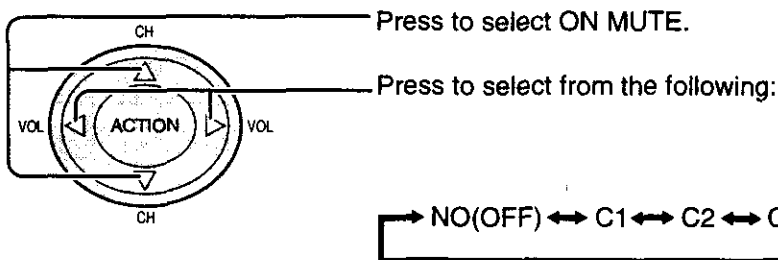 Press to select ON MUTE.
CH
Press to select from the following:
VOL ACTION VOL
CH
NO(OFF) ↔ C1 ↔ C2 ↔